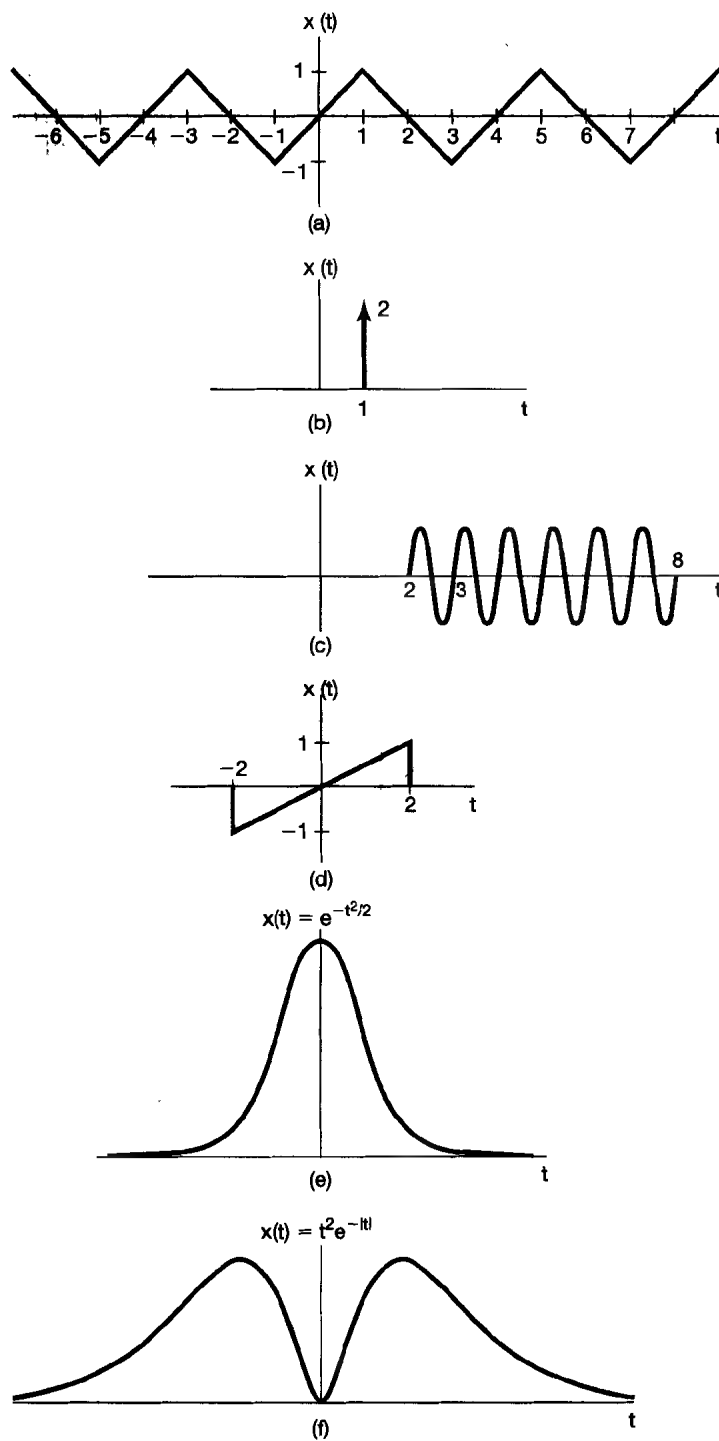 x (t)
1
−6 −5 −4 −3 −2 −1 1 2 3 4 5 6 7 t
−1
(a)
x (t)
2
1 t
(b)
x (t)
8
2 3 t
(c)
x (t)
1
−2
2 t
−1
(d)
x(t) = e^{−t²/2}
t
(e)
x(t) = t²e^{−|t|}
t
(f)